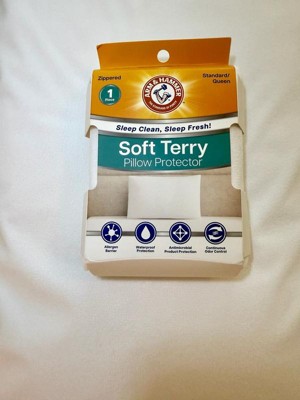 Zippered
ARM & HAMMER
Standard/
Queen
1
Sleep Clean, Sleep Fresh!
Soft Terry
Pillow Protector
Allergen
Barrier
Waterproof
Protection
Antimicrobial
Product Protection
Continuous
Odor Control